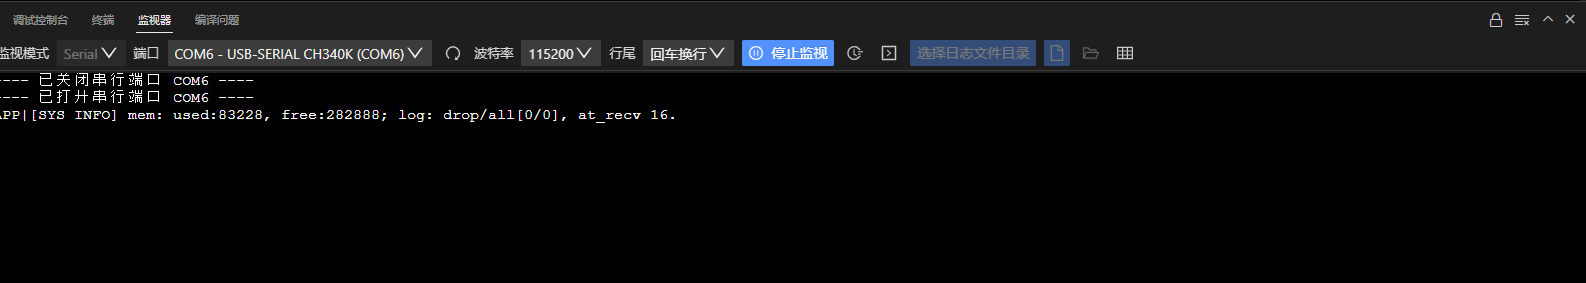 调试控制台 终端 监视器 编译问题
监视模式 Serial 端口 COM6 - USB-SERIAL CH340K (COM6) 波特率 115200 行尾 回车换行 停止监视 选择日志文件目录
---- 已关闭串行端口 COM6 ----
---- 已打开串行端口 COM6 ----
APP|[SYS INFO] mem: used:83228, free:282888; log: drop/all[0/0], at_recv 16.